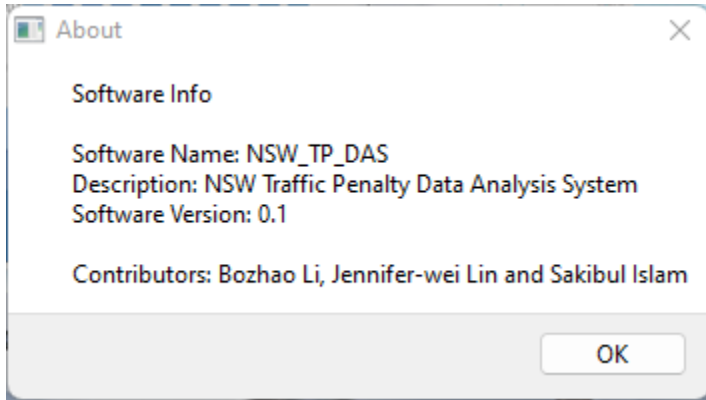 About
Software Info
Software Name: NSW_TP_DAS
Description: NSW Traffic Penalty Data Analysis System
Software Version: 0.1
Contributors: Bozhao Li, Jennifer-wei Lin and Sakibul Islam
OK